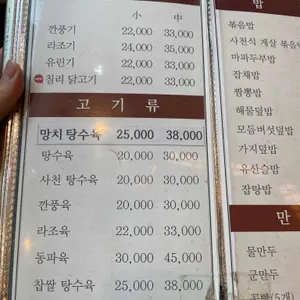 小 中
깐풍기 22,000 33,000
라조기 24,000 35,000
유린기 22,000 33,000
칠리 닭고기 22,000 33,000
고 기 류
망치 탕수육 25,000 38,000
탕수육 20,000 30,000
사천 탕수육 20,000 30,000
깐풍육 20,000 30,000
라조육 22,000 33,000
동파육 30,000 45,000
찹쌀 탕수육 25,000 38,000
밥
볶음밥
사천식 게살 볶음
마파두부밥
잡채밥
짬뽕밥
해물덮밥
모듬버섯덮밥
가지덮밥
유산슬밥
잡탕밥
만
물만두
군만두
꽃빵(5개)